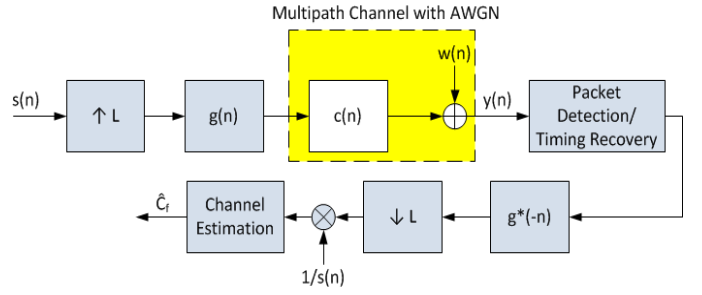 Multipath Channel with AWGN
w(n)
s(n)
↑ L
g(n)
c(n)
y(n)
Packet
Detection/
Timing Recovery
Ĉf
Channel
Estimation
↓ L
g*(-n)
1/s(n)